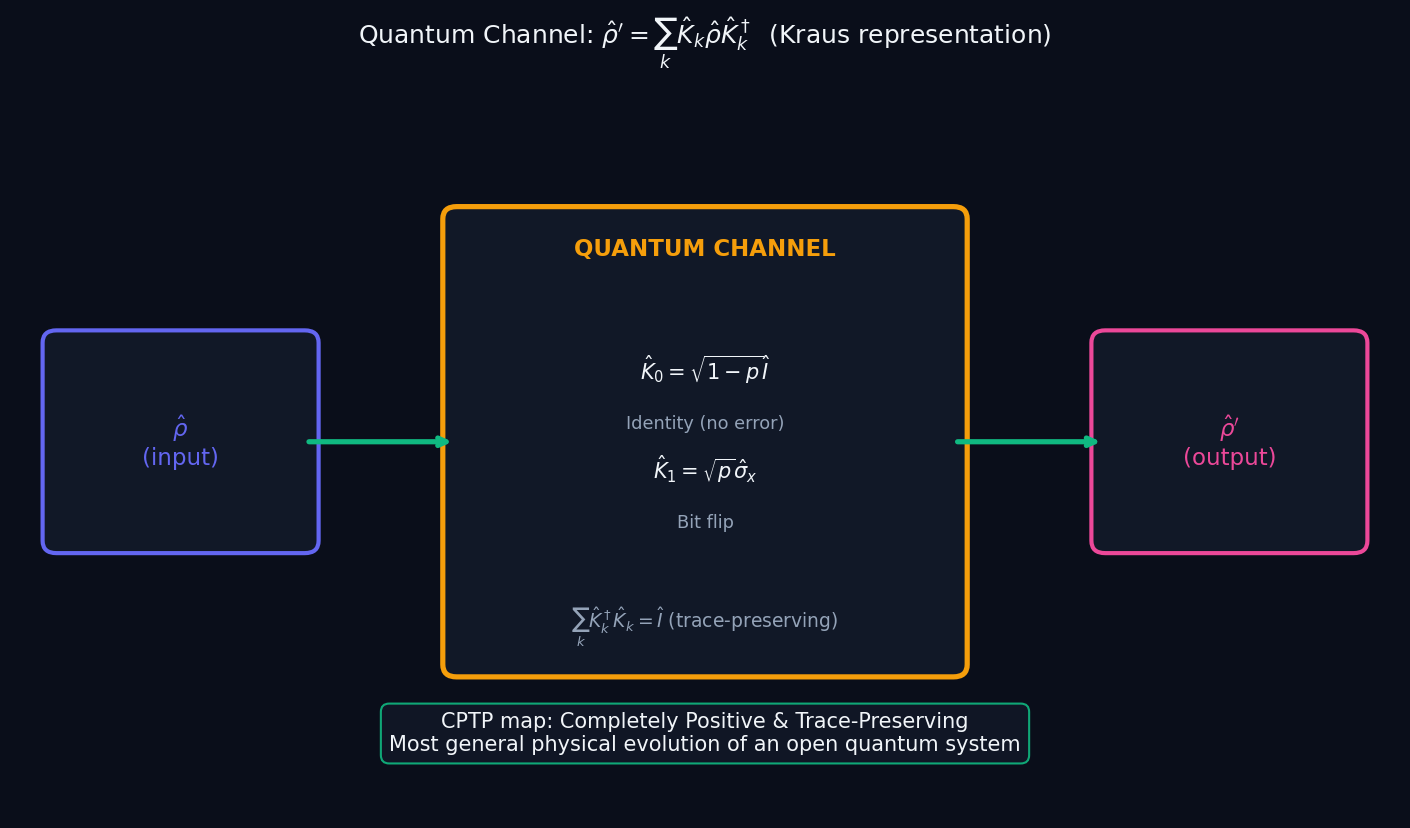 Quantum Channel: ρ̂′ = ∑ₖ K̂ₖρ̂K̂ₖ† (Kraus representation)
QUANTUM CHANNEL
K̂₀ = √(1 − p) Î
Identity (no error)
ρ̂
(input)
K̂₁ = √p σ̂ₓ
Bit flip
ρ̂′
(output)
∑ₖ K̂ₖ†K̂ₖ = Î (trace-preserving)
CPTP map: Completely Positive & Trace-Preserving
Most general physical evolution of an open quantum system